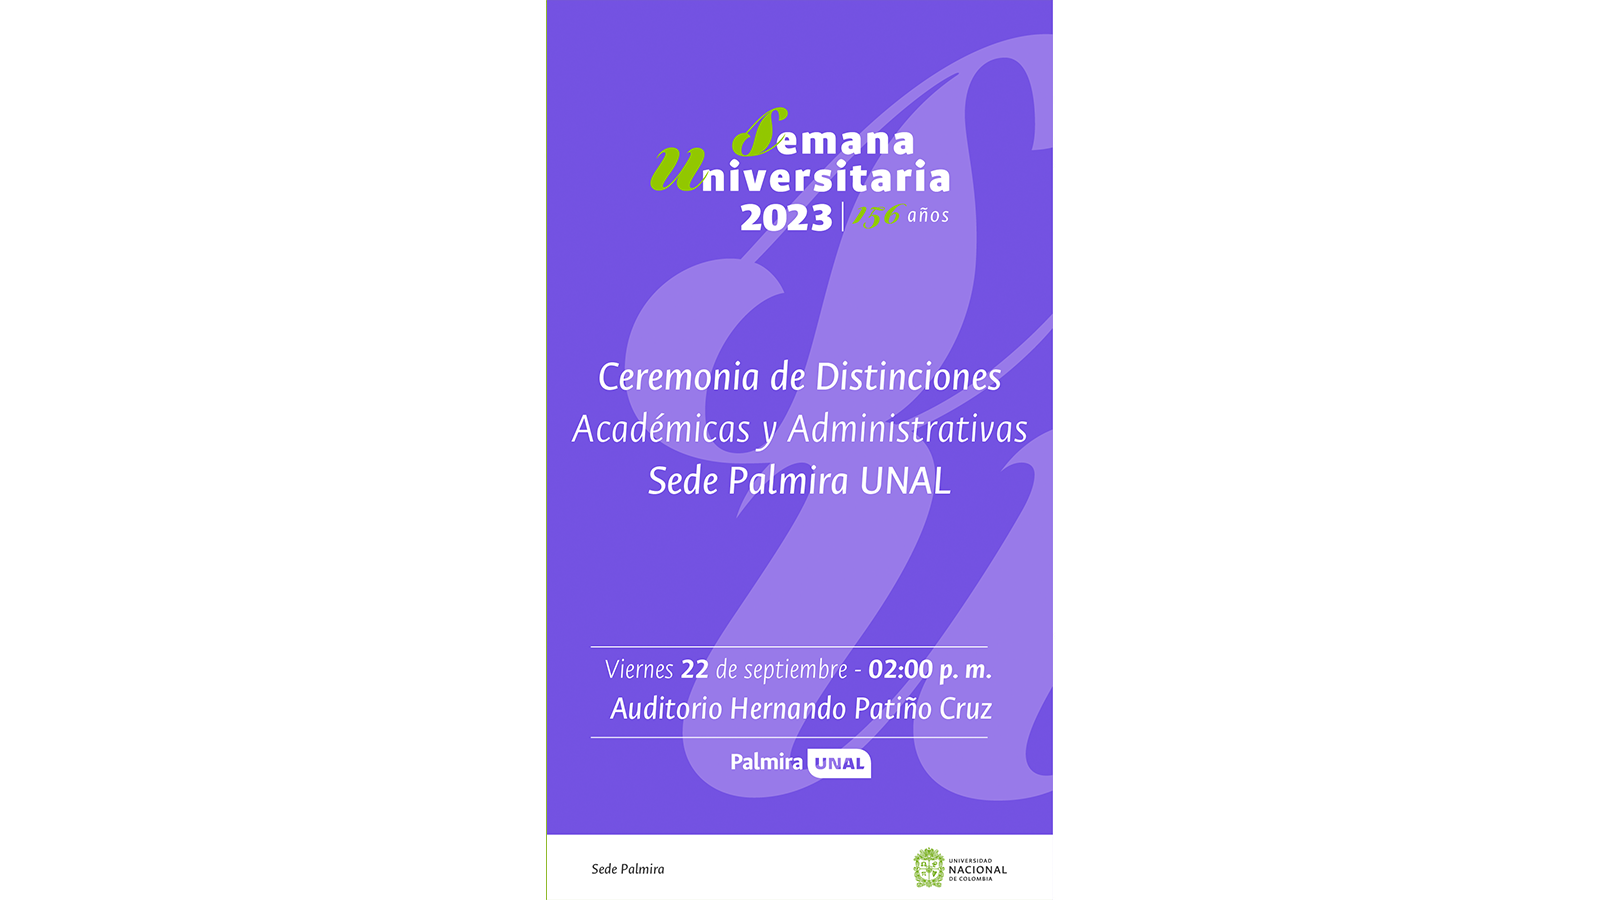 Semana
Universitaria
2023 | 156 años
Ceremonia de Distinciones
Académicas y Administrativas
Sede Palmira UNAL
Viernes 22 de septiembre - 02:00 p. m.
Auditorio Hernando Patiño Cruz
Palmira UNAL
Sede Palmira
UNIVERSIDAD
NACIONAL
DE COLOMBIA